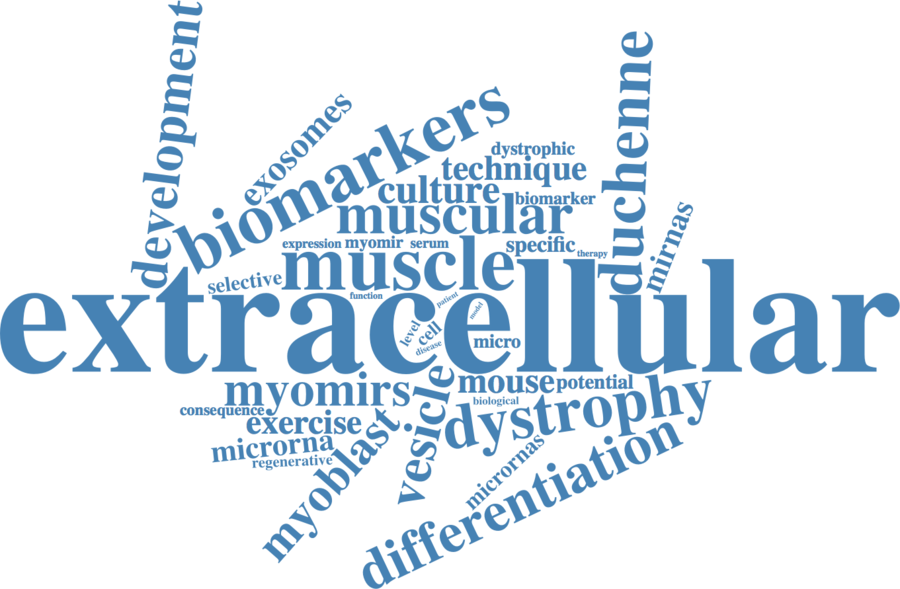 development
duchenne
exosomes
biomarkers
dystrophic
technique
culture
biomarker
muscular
mirnas
expression
myomir
serum
specific
therapy
muscle
selective
function
patient
model
extracellular
level
cell
disease
micro
myomirs
mouse
potential
biological
consequence
exercise
vesicle
dystrophy
microrna
regenerative
myoblast
micrornas
differentiation